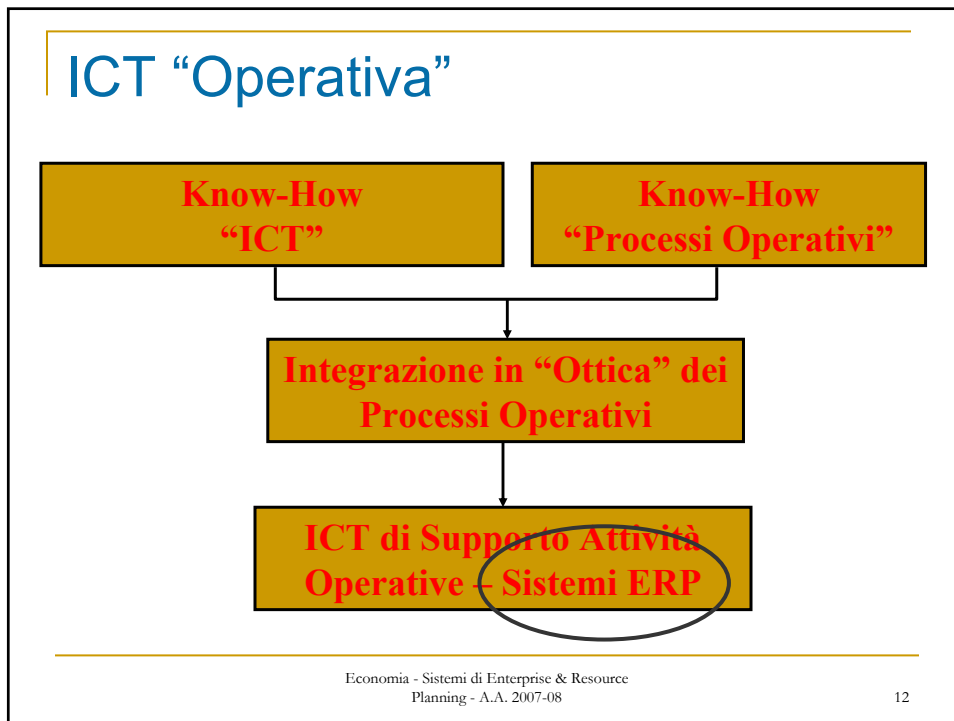 ICT “Operativa”
Know-How
“ICT”
Know-How
“Processi Operativi”
Integrazione in “Ottica” dei
Processi Operativi
ICT di Supporto Attività
Operative – Sistemi ERP
Economia - Sistemi di Enterprise & Resource
Planning - A.A. 2007-08
12